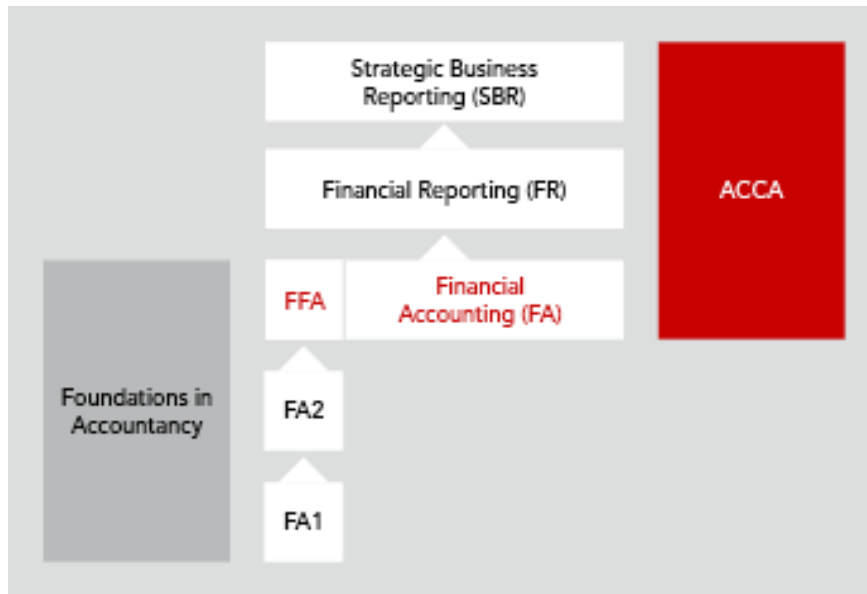 Strategic Business
Reporting (SBR)
Financial Reporting (FR)
ACCA
FFA
Financial
Accounting (FA)
Foundations in
Accountancy
FA2
FA1